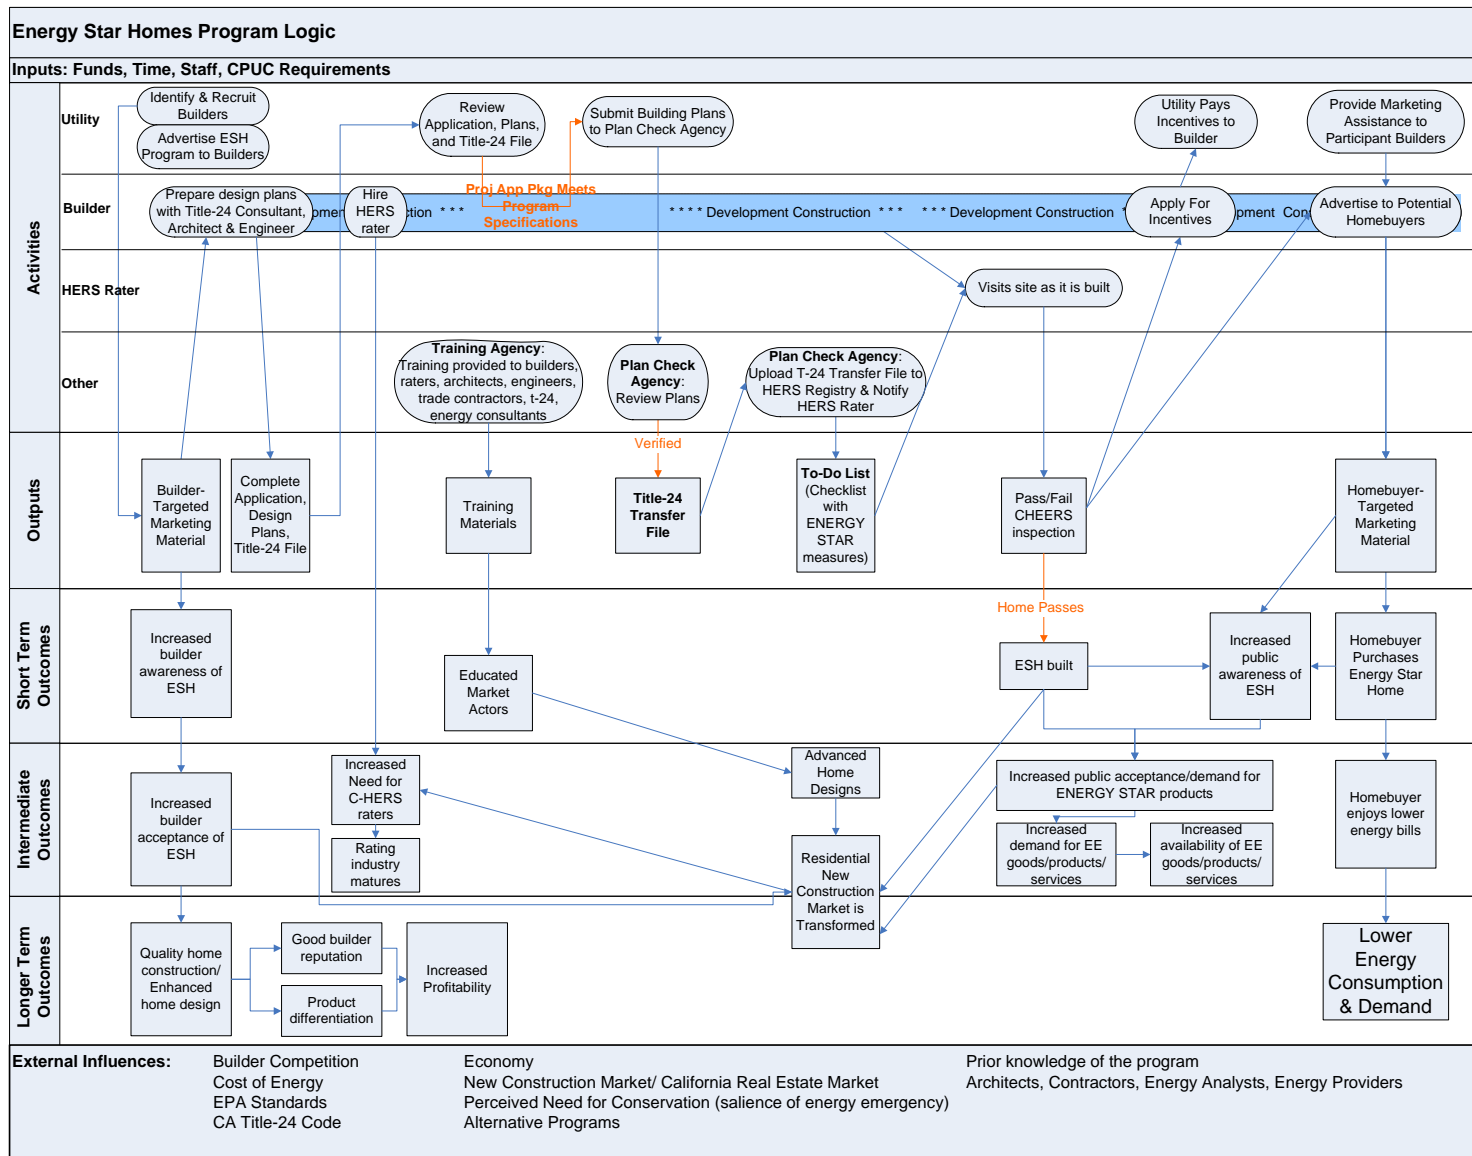 Energy Star Homes Program Logic
Inputs: Funds, Time, Staff, CPUC Requirements
Activities
Utility
Identify & Recruit
Builders
Advertise ESH
Program to Builders
Review
Application, Plans,
and Title-24 File
Submit Building Plans
to Plan Check Agency
Utility Pays
Incentives to
Builder
Provide Marketing
Assistance to
Participant Builders
Builder
Prepare design plans
with Title-24 Consultant,
Architect & Engineer
pment
Hire
HERS
rater
ction * * *
Proj App Pkg Meets
Program
Specifications
* * * * Development Construction * * *
* * * Development Construction *
Apply For
Incentives
opment Con
Advertise to Potential
Homebuyers
HERS Rater
Visits site as it is built
Other
Training Agency:
Training provided to builders,
raters, architects, engineers,
trade contractors, t-24,
energy consultants
Plan Check
Agency:
Review Plans
Plan Check Agency:
Upload T-24 Transfer File to
HERS Registry & Notify
HERS Rater
Verified
Outputs
Builder-
Targeted
Marketing
Material
Complete
Application,
Design
Plans,
Title-24 File
Training
Materials
Title-24
Transfer
File
To-Do List
(Checklist
with
ENERGY
STAR
measures)
Pass/Fail
CHEERS
inspection
Homebuyer-
Targeted
Marketing
Material
Home Passes
Short Term
Outcomes
Increased
builder
awareness of
ESH
Educated
Market
Actors
ESH built
Increased
public
awareness of
ESH
Homebuyer
Purchases
Energy Star
Home
Intermediate
Outcomes
Increased
builder
acceptance of
ESH
Increased
Need for
C-HERS
raters
Rating
industry
matures
Advanced
Home
Designs
Residential
New
Construction
Market is
Transformed
Increased public acceptance/demand for
ENERGY STAR products
Increased
demand for EE
goods/products/
services
Increased
availability of EE
goods/products/
services
Homebuyer
enjoys lower
energy bills
Longer Term
Outcomes
Quality home
construction/
Enhanced
home design
Good builder
reputation
Product
differentiation
Increased
Profitability
Lower
Energy
Consumption
& Demand
External Influences:
Builder Competition
Cost of Energy
EPA Standards
CA Title-24 Code
Economy
New Construction Market/ California Real Estate Market
Perceived Need for Conservation (salience of energy emergency)
Alternative Programs
Prior knowledge of the program
Architects, Contractors, Energy Analysts, Energy Providers